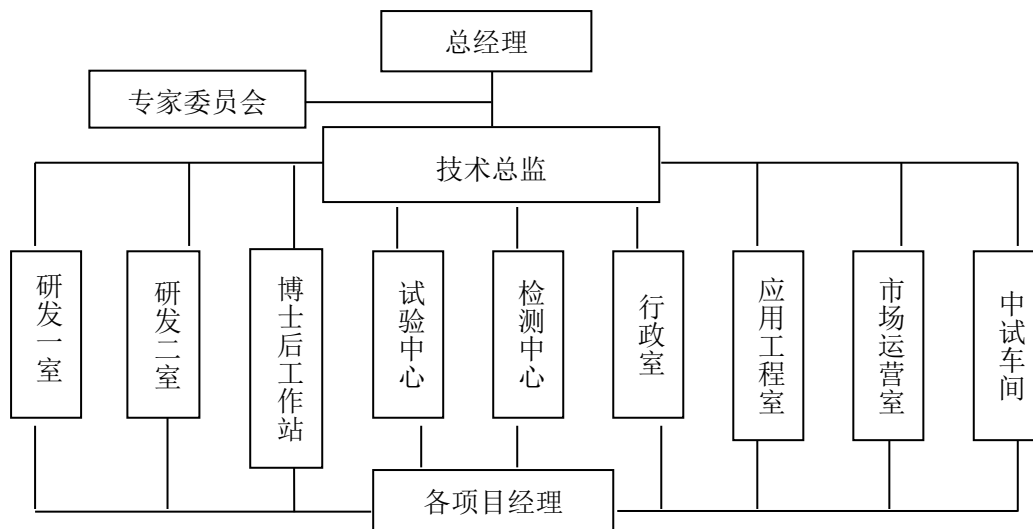 总经理
专家委员会
技术总监
研发一室
研发二室
博士后工作站
试验中心
检测中心
行政室
应用工程室
市场运营室
中试车间
各项目经理